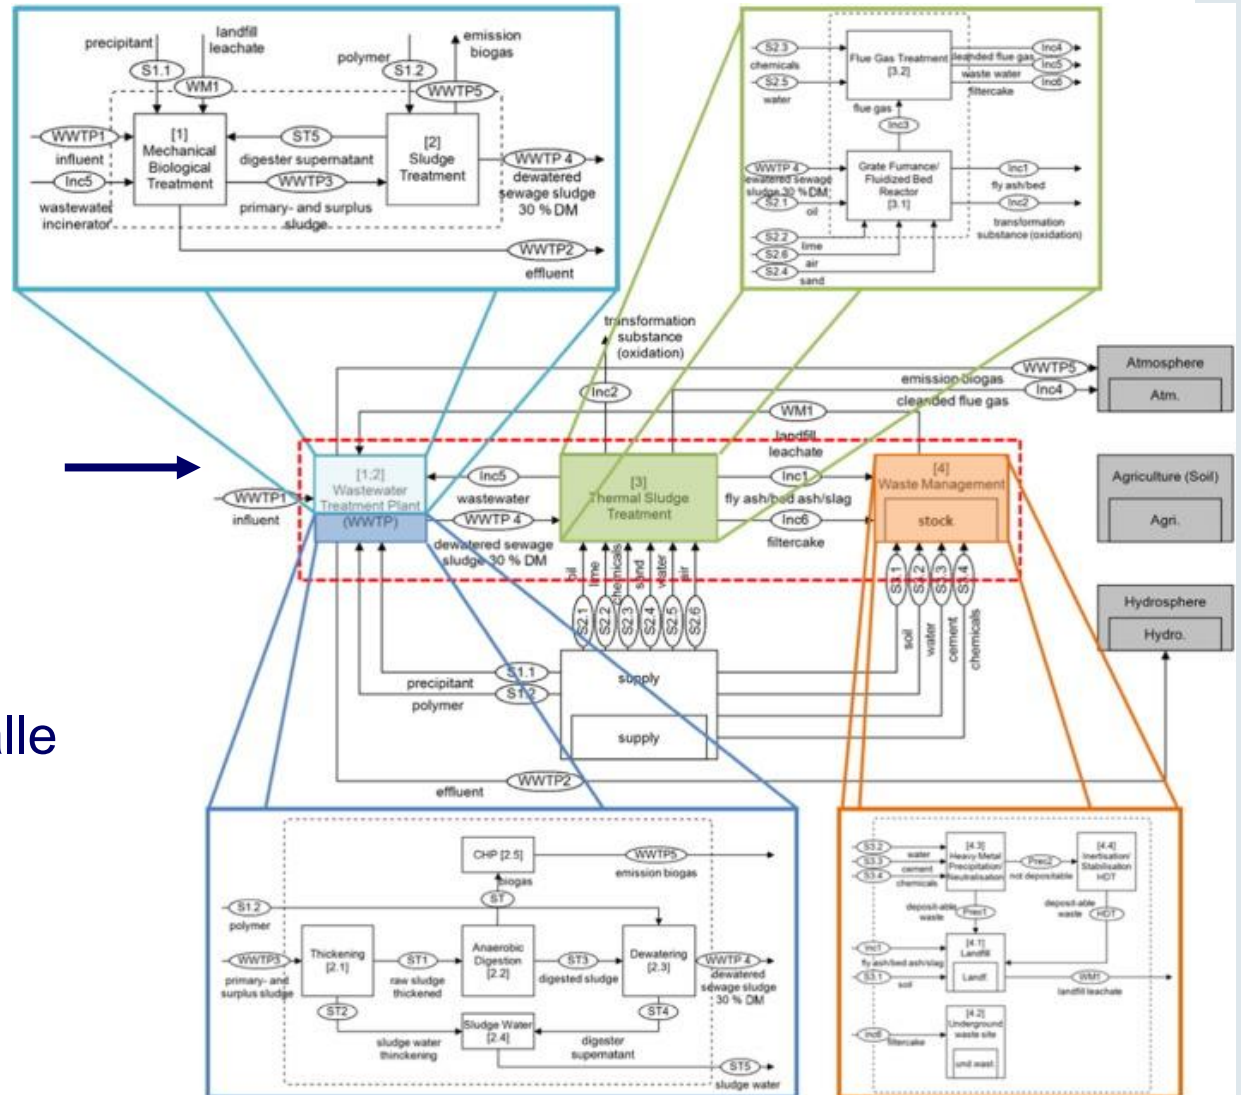 precipitant
landfill
leachate
polymer
emission
biogas
S1.1
WM1
S1.2
WWTP5
WWTP1
influent
Inc5
wastewater
incinerator
[1]
Mechanical
Biological
Treatment
ST5
digester supernatant
WWTP3
primary- and surplus
sludge
[2]
Sludge
Treatment
WWTP 4
dewatered
sewage sludge
30 % DM
WWTP2
effluent
S2.3
chemicals
S2.5
water
Flue Gas Treatment
[3.2]
Inc4
cleanded flue gas
Inc5
waste water
Inc6
filtercake
flue gas
Inc3
WWTP 4
dewatered sewage
sludge 30 % DM
S2.1
oil
Grate Furnance/
Fluidized Bed
Reactor
[3.1]
Inc1
fly ash/bed
Inc2
transformation
substance (oxidation)
S2.2
lime
S2.6
air
S2.4
sand
transformation
substance
(oxidation)
Inc2
WWTP5
emission biogas
Inc4
cleanded flue gas
WM1
landfill
leachate
Atmosphere
Atm.
WWTP1
influent
[1,2]
Wastewater
Treatment Plant
(WWTP)
Inc5
wastewater
WWTP 4
dewatered sewage
sludge 30 % DM
[3]
Thermal Sludge
Treatment
Inc1
fly ash/bed ash/slag
Inc6
filtercake
[4]
Waste Management
stock
Agriculture (Soil)
Agri.
Hydrosphere
Hydro.
oil
lime
chemicals
sand
water
air
S2.1
S2.2
S2.3
S2.4
S2.5
S2.6
S3.1
S3.2
S3.3
S3.4
soil
water
cement
chemicals
S1.1
precipitant
S1.2
polymer
supply
supply
alle
WWTP2
effluent
CHP [2.5]
WWTP5
emission biogas
biogas
ST
S1.2
polymer
WWTP3
primary- and
surplus sludge
Thickening
[2.1]
ST1
raw sludge
thickened
Anaerobic
Digestion
[2.2]
ST3
digested sludge
Dewatering
[2.3]
WWTP 4
dewatered
sewage sludge
30 % DM
ST2
sludge water
thinckening
Sludge Water
[2.4]
ST4
digester
supernatant
ST5
sludge water
S3.2
water
S3.3
cement
S3.4
chemicals
[4.3]
Heavy Metal
Precipitation/
Neutralisation
Prec2
not depositable
[4.4]
Inertisation/
Stabilisation
HDT
deposit-able
waste
Prec1
deposit-able
waste
HDT
Inc1
fly ash/bed ash/slag
S3.1
soil
[4.1]
Landfill
Landf.
WM1
landfill leachate
Inc6
filtercake
[4.2]
Underground
waste site
und.wast.